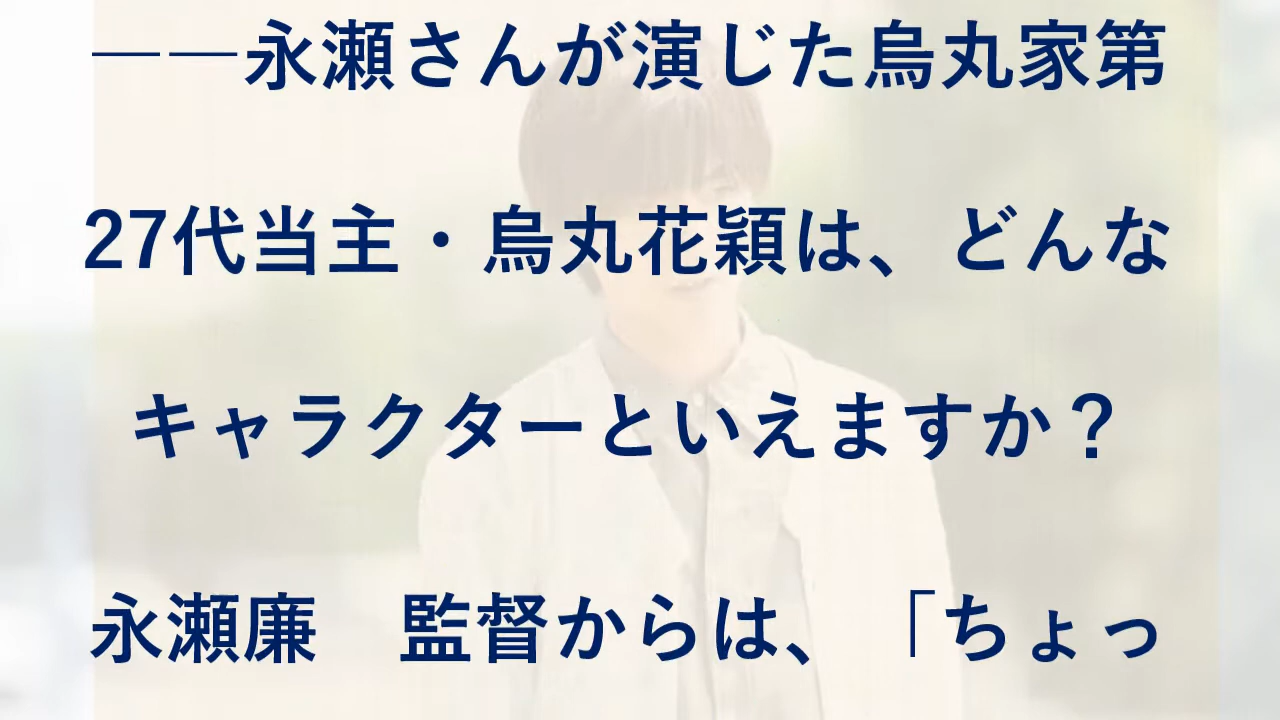 ――永瀬さんが演じた烏丸家第
27代当主・烏丸花穎は、どんな
キャラクターといえますか？
永瀬廉　監督からは、「ちょっ